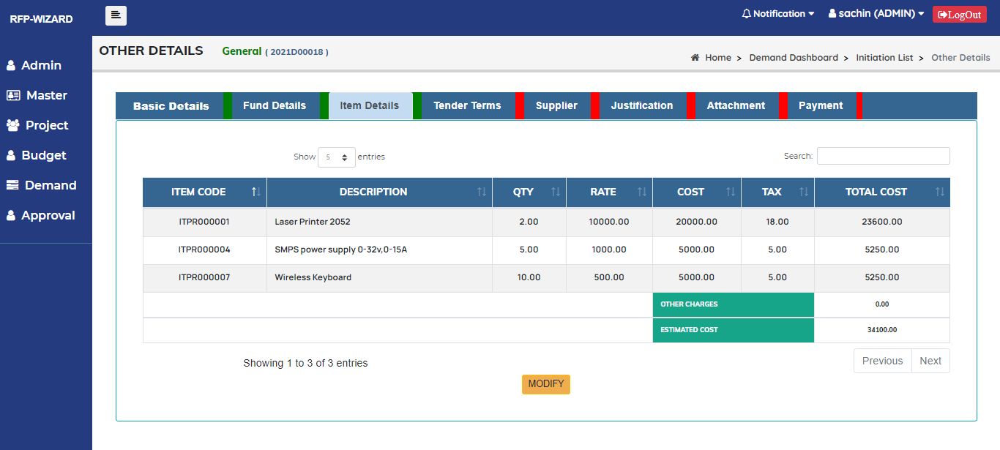 RFP-WIZARD
Notification
sachin (ADMIN)
LogOut
Admin
Master
Project
Budget
Demand
Approval
OTHER DETAILS General ( 2021D00018 )
Home > Demand Dashboard > Initiation List > Other Details
Basic Details Fund Details Item Details Tender Terms Supplier Justification Attachment Payment
Show 5 entries
Search:
ITEM CODE DESCRIPTION QTY RATE COST TAX TOTAL COST
ITPR000001 Laser Printer 2052 2.00 10000.00 20000.00 18.00 23600.00
ITPR000004 SMPS power supply 0-32v,0-15A 5.00 1000.00 5000.00 5.00 5250.00
ITPR000007 Wireless Keyboard 10.00 500.00 5000.00 5.00 5250.00
OTHER CHARGES 0.00
ESTIMATED COST 34100.00
Showing 1 to 3 of 3 entries
Previous Next
MODIFY